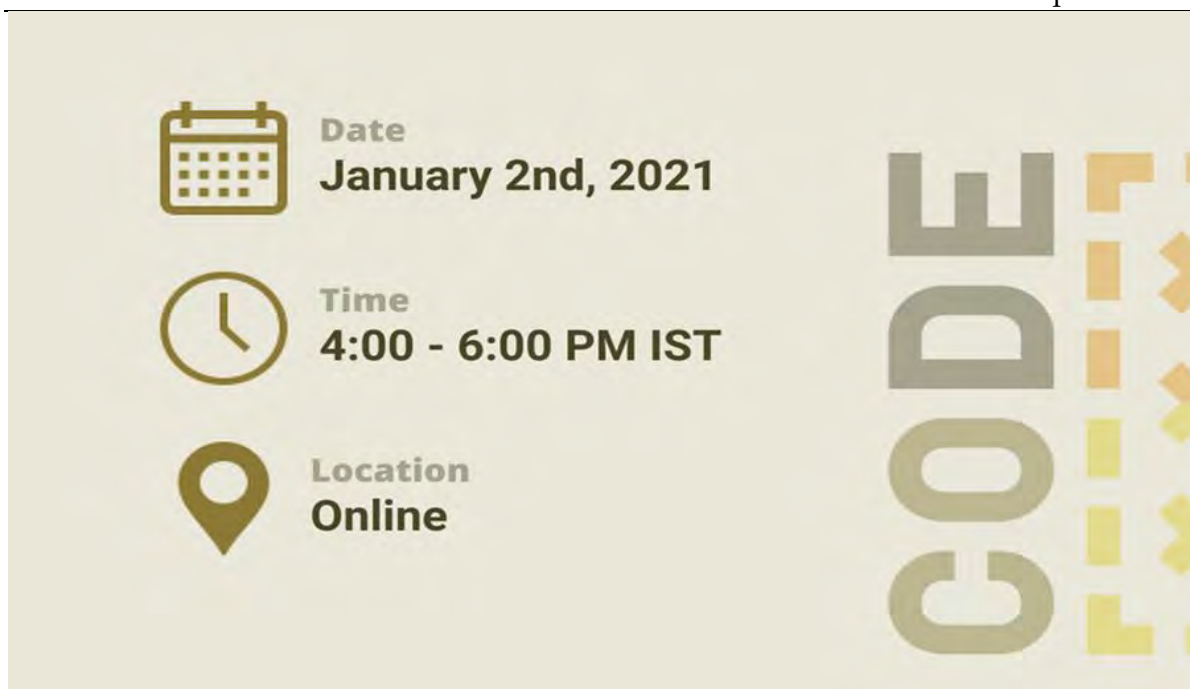 Date
January 2nd, 2021
Time
4:00 - 6:00 PM IST
Location
Online
CODE